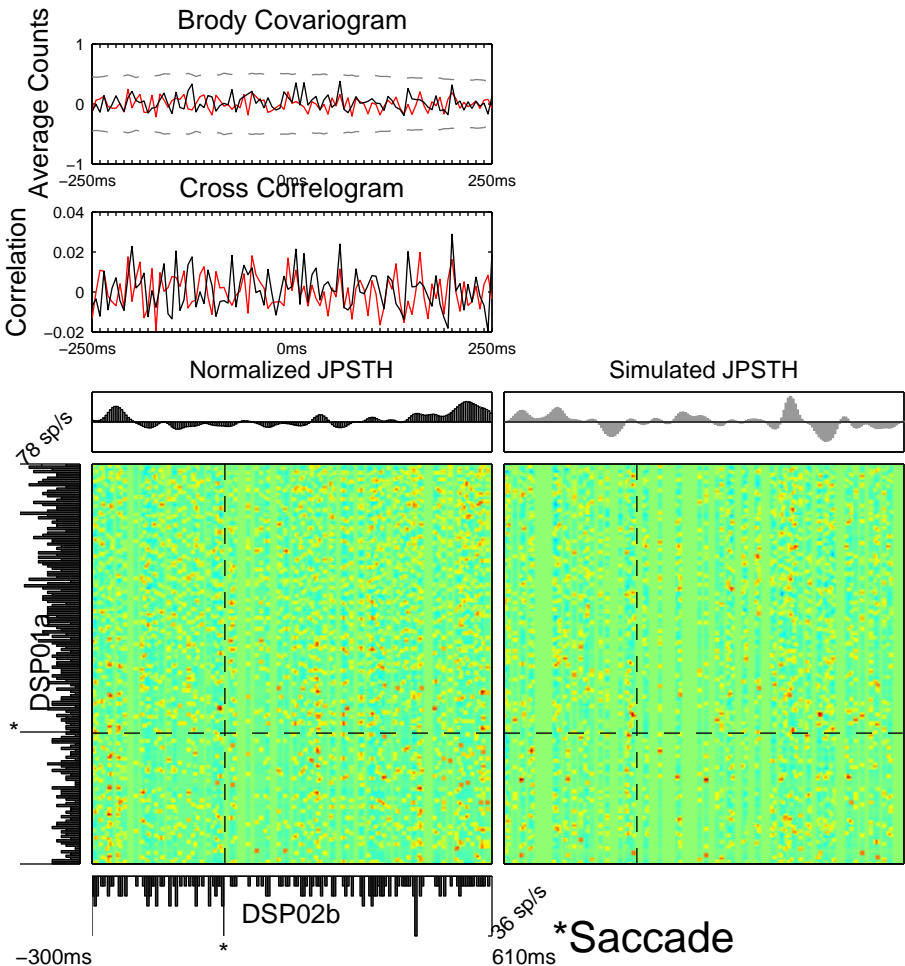 Brody Covariogram
Average Counts
1
0
−1
−250ms
0ms
250ms
Cross Correlogram
Correlation
0.04
0.02
0
−0.02
−250ms
0ms
250ms
Normalized JPSTH
Simulated JPSTH
78 sp/s
DSP01a
*
DSP02b
36 sp/s
*
*Saccade
−300ms
610ms